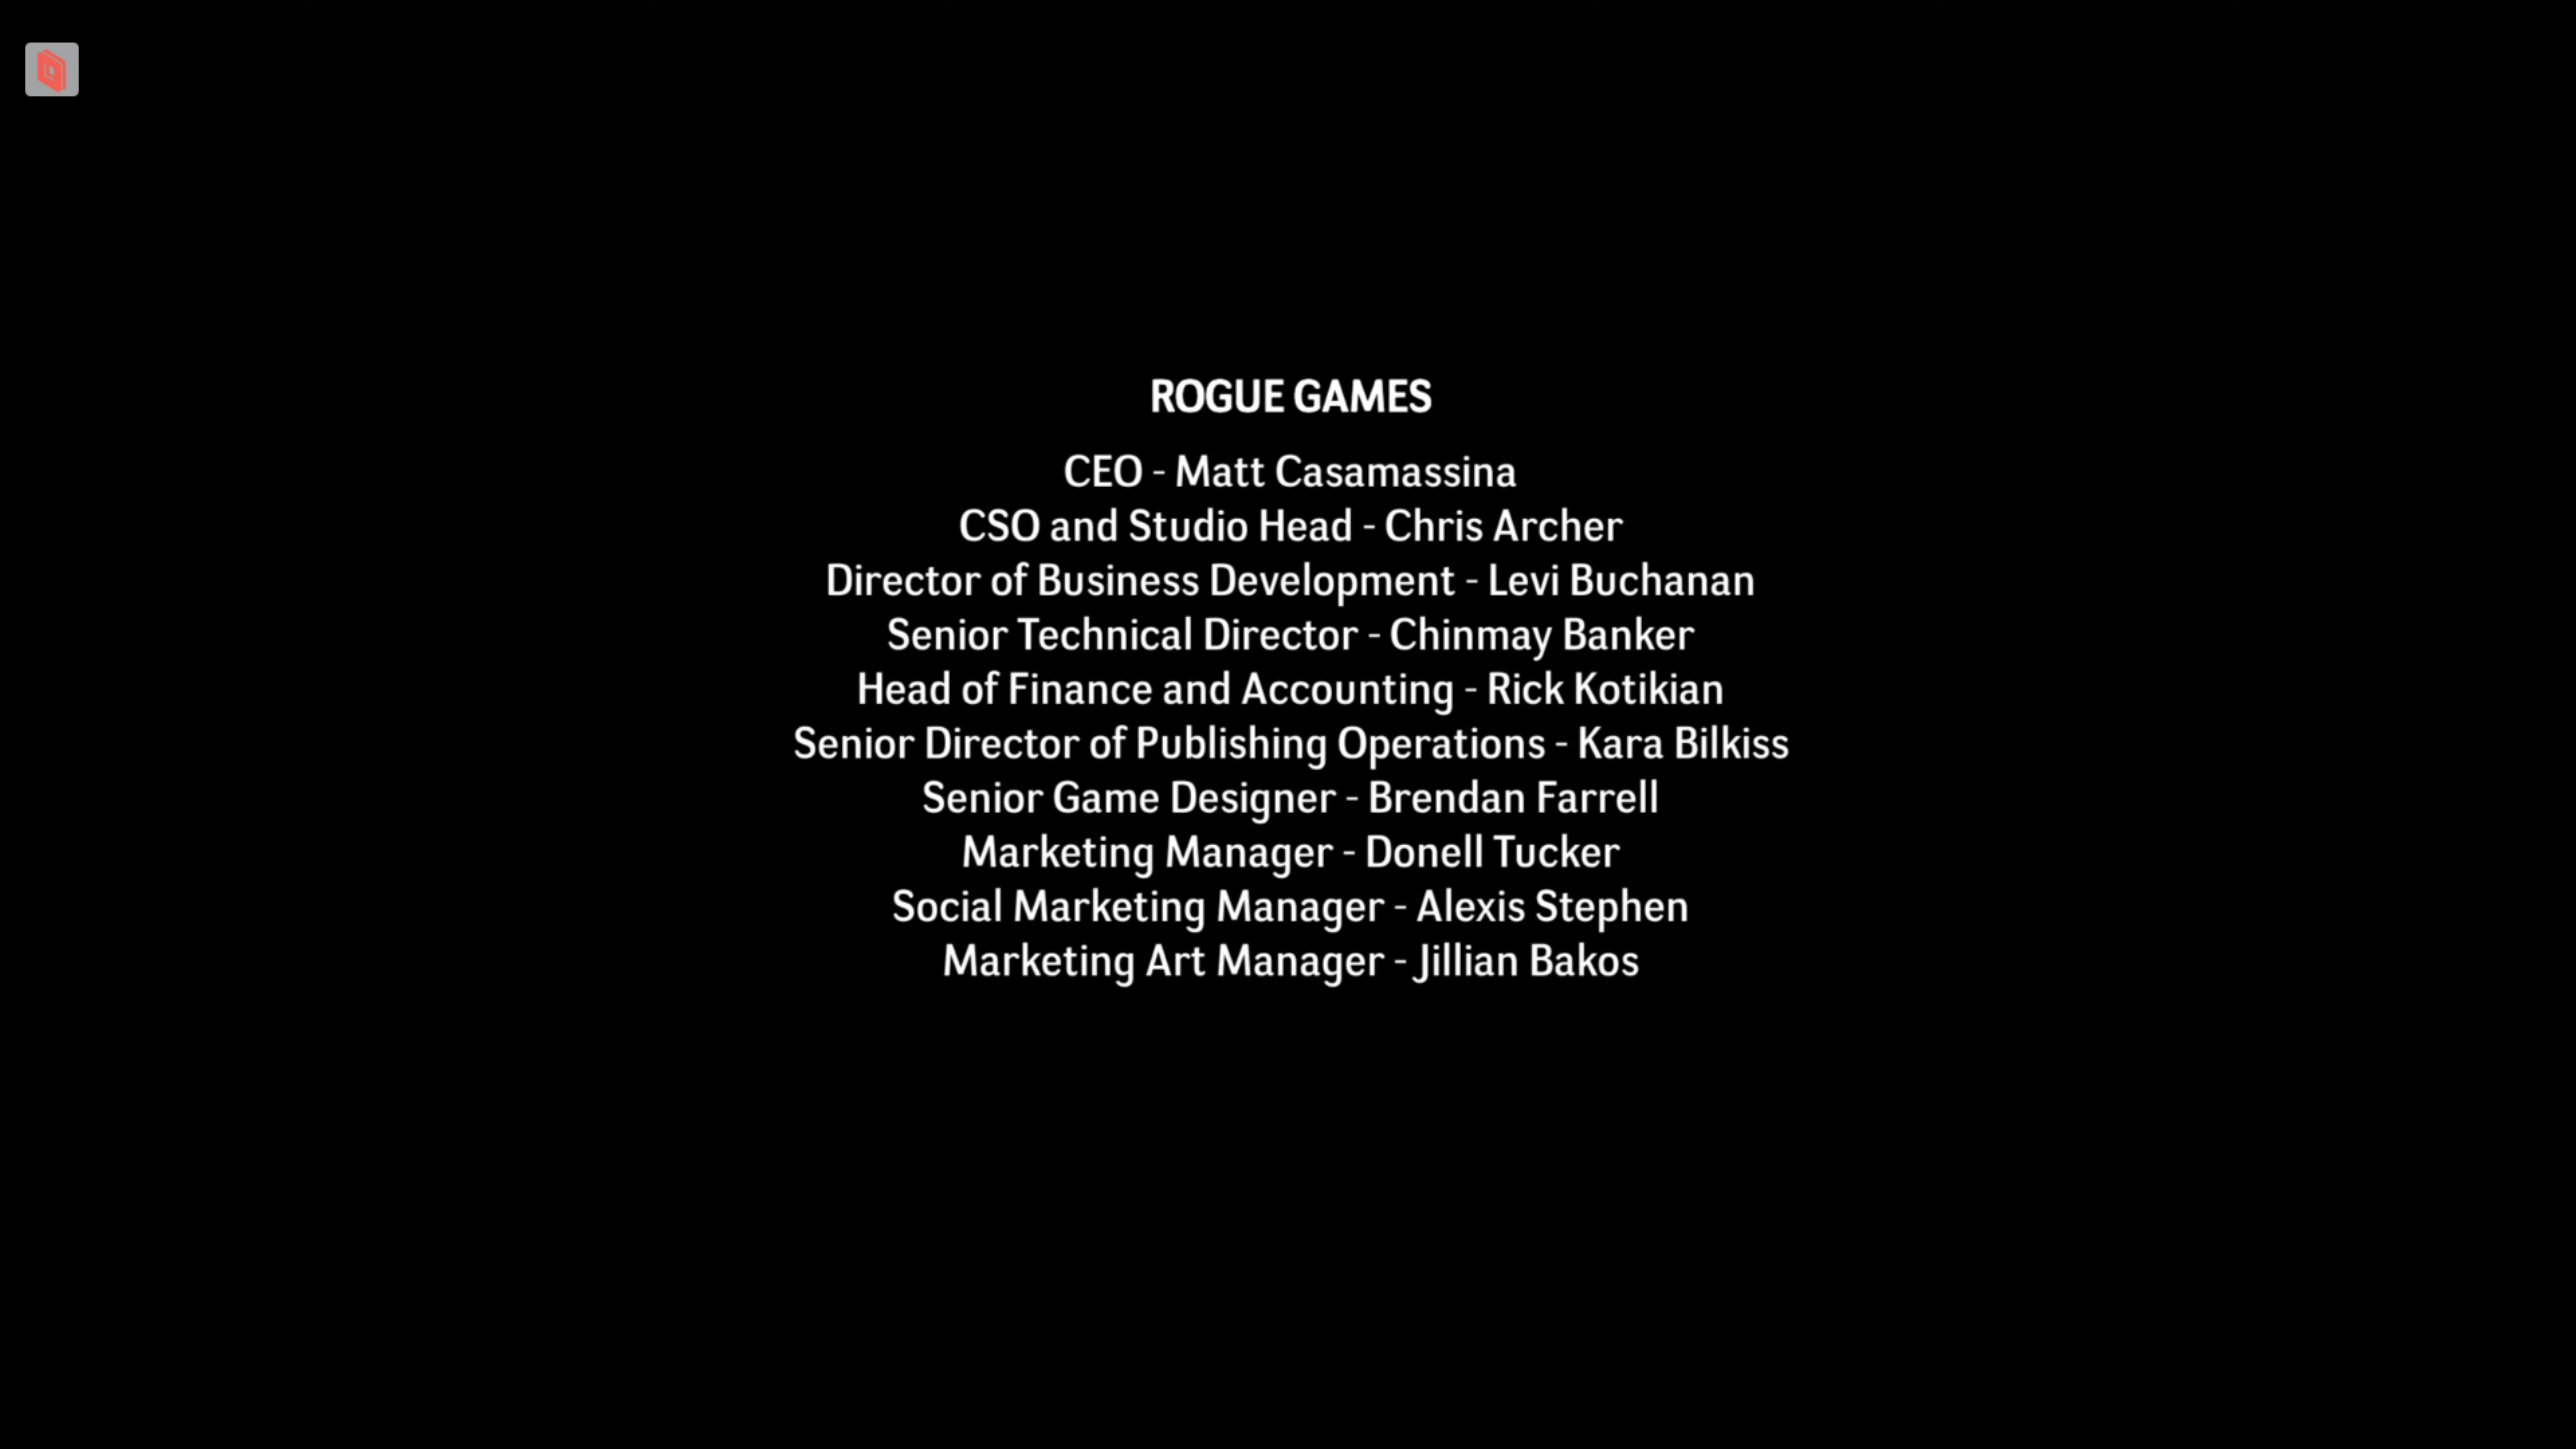 ROGUE GAMES
CEO - Matt Casamassina
CSO and Studio Head - Chris Archer
Director of Business Development - Levi Buchanan
Senior Technical Director - Chinmay Banker
Head of Finance and Accounting - Rick Kotikian
Senior Director of Publishing Operations - Kara Bilkiss
Senior Game Designer - Brendan Farrell
Marketing Manager - Donell Tucker
Social Marketing Manager - Alexis Stephen
Marketing Art Manager - Jillian Bakos